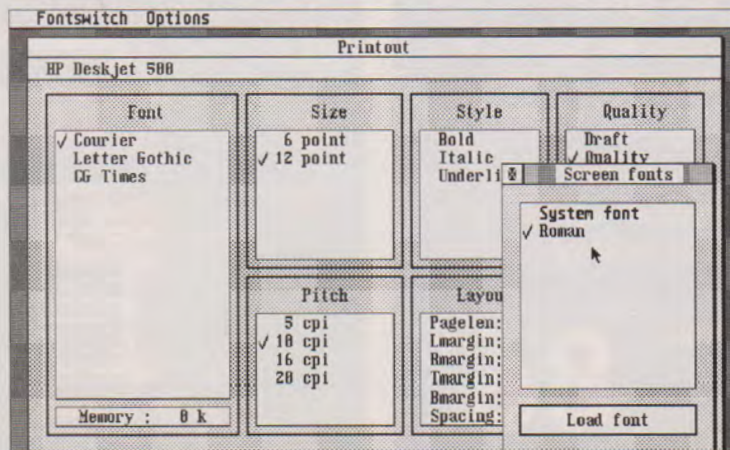 Fontswitch Options
Printout
HP Deskjet 500
Font
✓ Courier
Letter Gothic
CG Times
Memory : 0 k
Size
6 point
✓ 12 point
Style
Bold
Italic
Underli
Quality
Draft
✓ Quality
Pitch
5 cpi
✓ 10 cpi
16 cpi
20 cpi
Layou
Pagelen:
Lmargin:
Rmargin:
Tmargin:
Bmargin:
Spacing:
Screen fonts
System font
✓ Roman
Load font